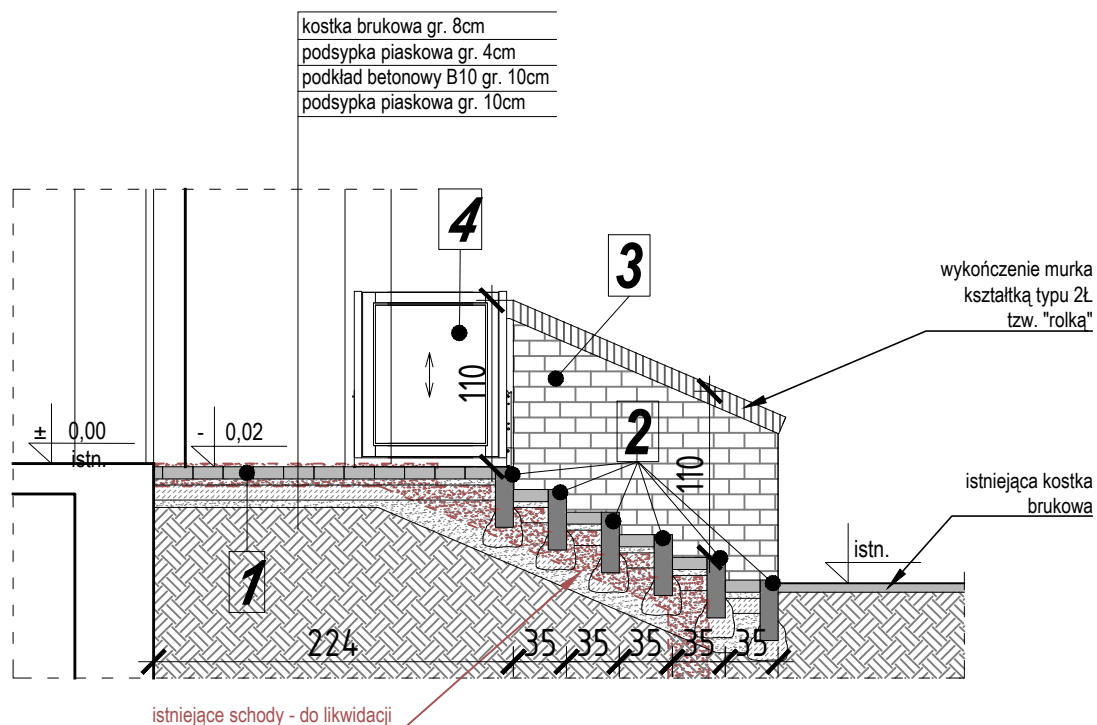 kostka brukowa gr. 8cm
podsypka piaskowa gr. 4cm
podkład betonowy B10 gr. 10cm
podsypka piaskowa gr. 10cm
4
3
wykończenie murka
kształtką typu 2Ł
tzw. "rolką"
110
± 0,00
istn.
- 0,02
2
110
istniejąca kostka
brukowa
istn.
1
224
35
35
35
35
35
istniejące schody - do likwidacji